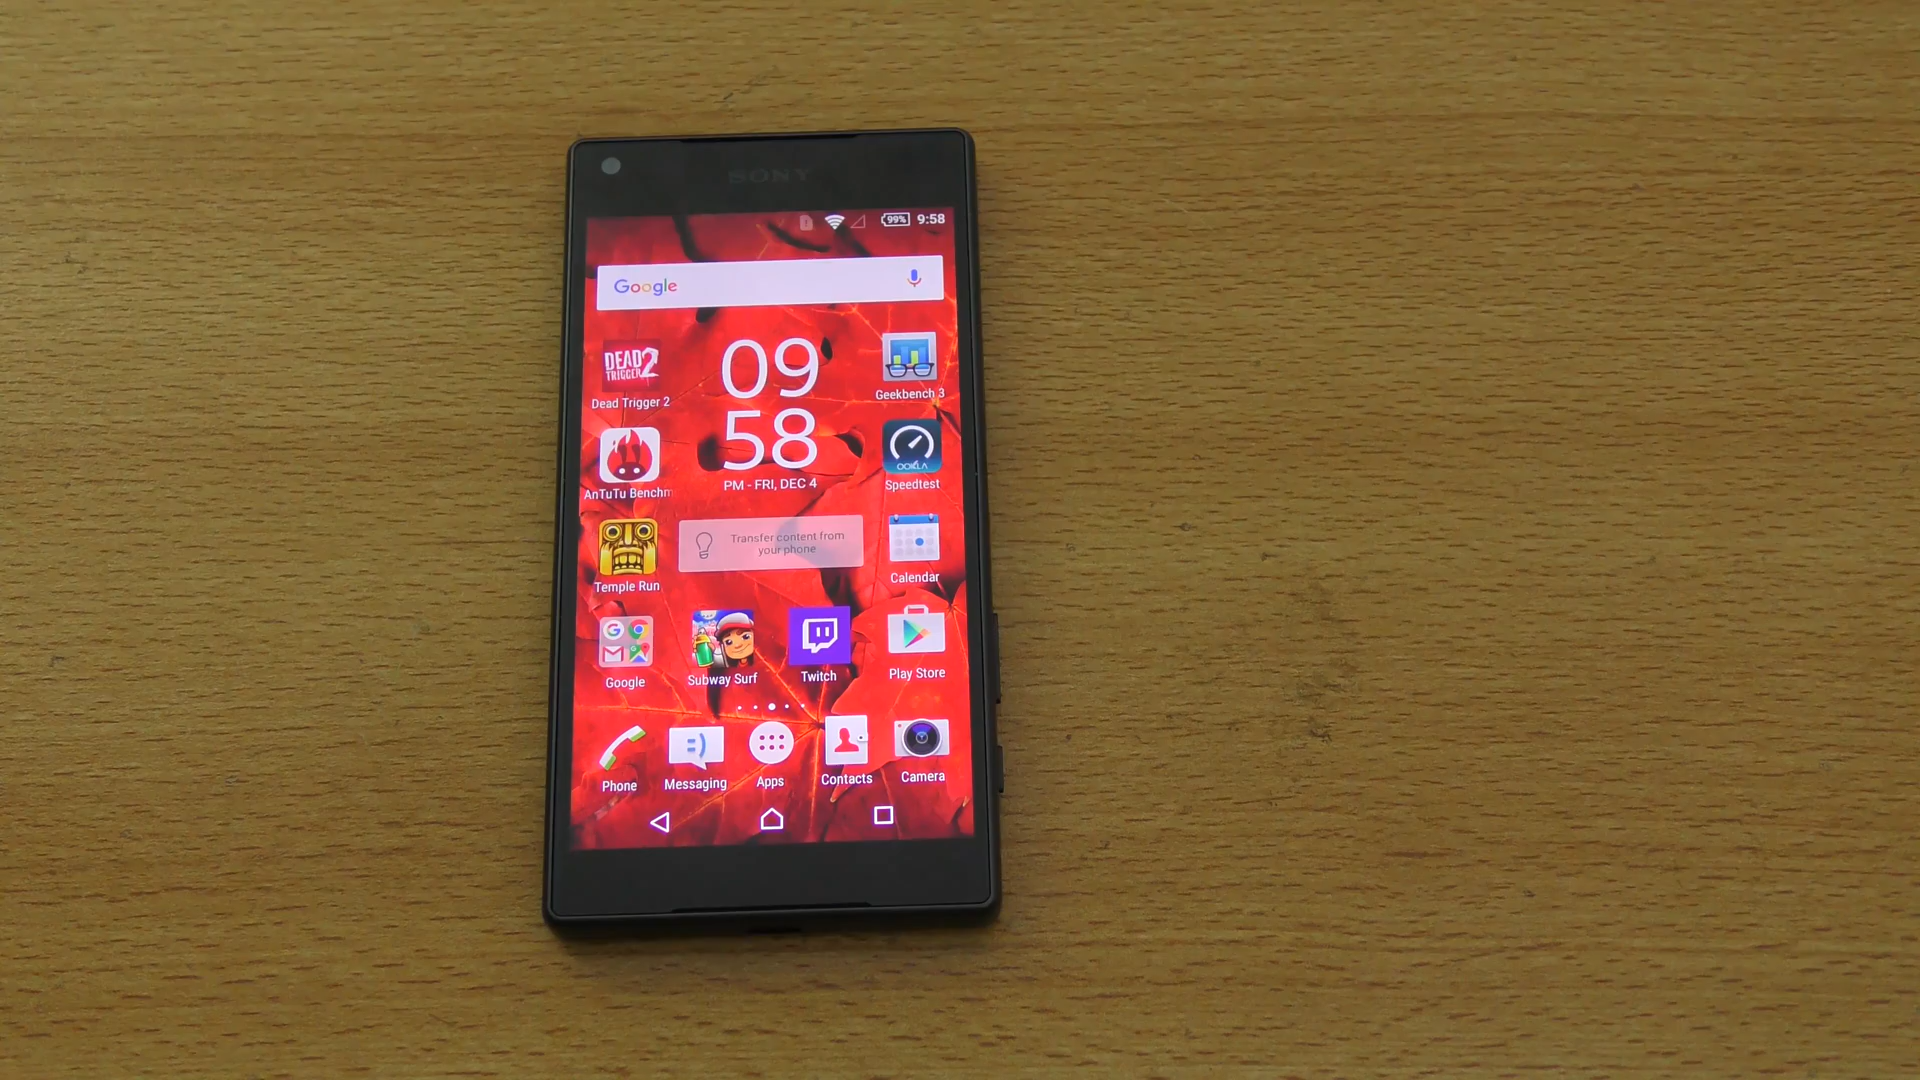 SONY
99% 9:58
Google
09
58
PM - FRI, DEC 4
DEAD
TRIGGER 2
Dead Trigger 2
Geekbench 3
AnTuTu Benchm
OOKLA
Speedtest
Temple Run
Transfer content from
your phone
Calendar
Google
Subway Surf
Twitch
Play Store
Phone
Messaging
Apps
Contacts
Camera